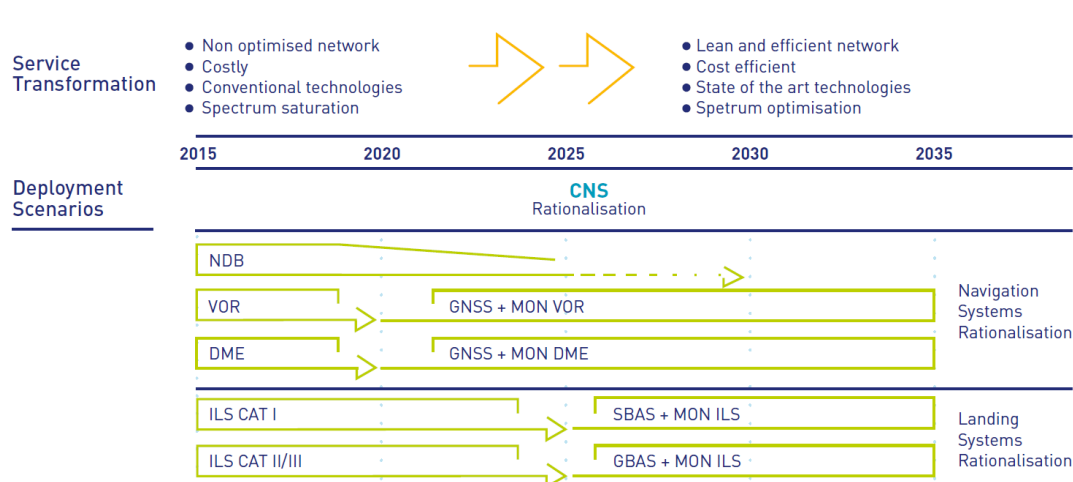 Service
Transformation
● Non optimised network
● Costly
● Conventional technologies
● Spectrum saturation
● Lean and efficient network
● Cost efficient
● State of the art technologies
● Spetrum optimisation
2015 2020 2025 2030 2035
Deployment
Scenarios
CNS
Rationalisation
NDB
VOR GNSS + MON VOR
DME GNSS + MON DME
Navigation
Systems
Rationalisation
ILS CAT I SBAS + MON ILS
ILS CAT II/III GBAS + MON ILS
Landing
Systems
Rationalisation